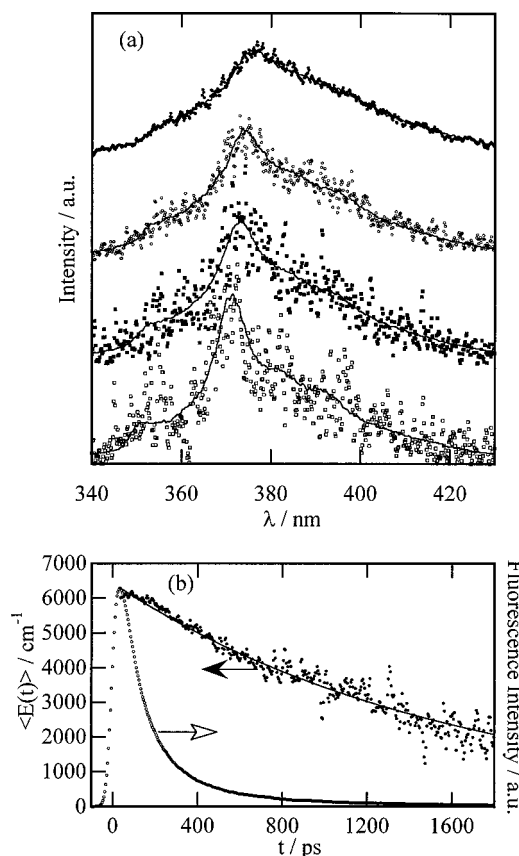 (a)
Intensity / a.u.
340 360 380 400 420
λ / nm
(b)
7000
6000
5000
4000
3000
2000
1000
0
<E(t)> / cm⁻¹
Fluorescence Intensity / a.u.
0 400 800 1200 1600
t / ps